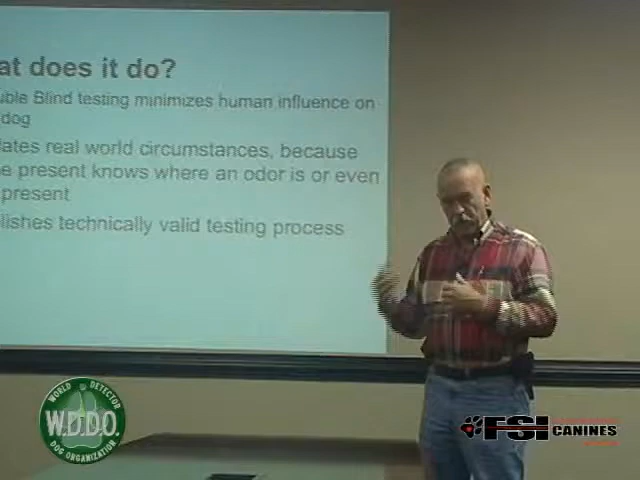 at does it do?
uble Blind testing minimizes human influence on
dog
lates real world circumstances, because
e present knows where an odor is or even
present
lishes technically valid testing process
WORLD DETECTOR
W.D.D.O.
DOG ORGANIZATION
FSI CANINES